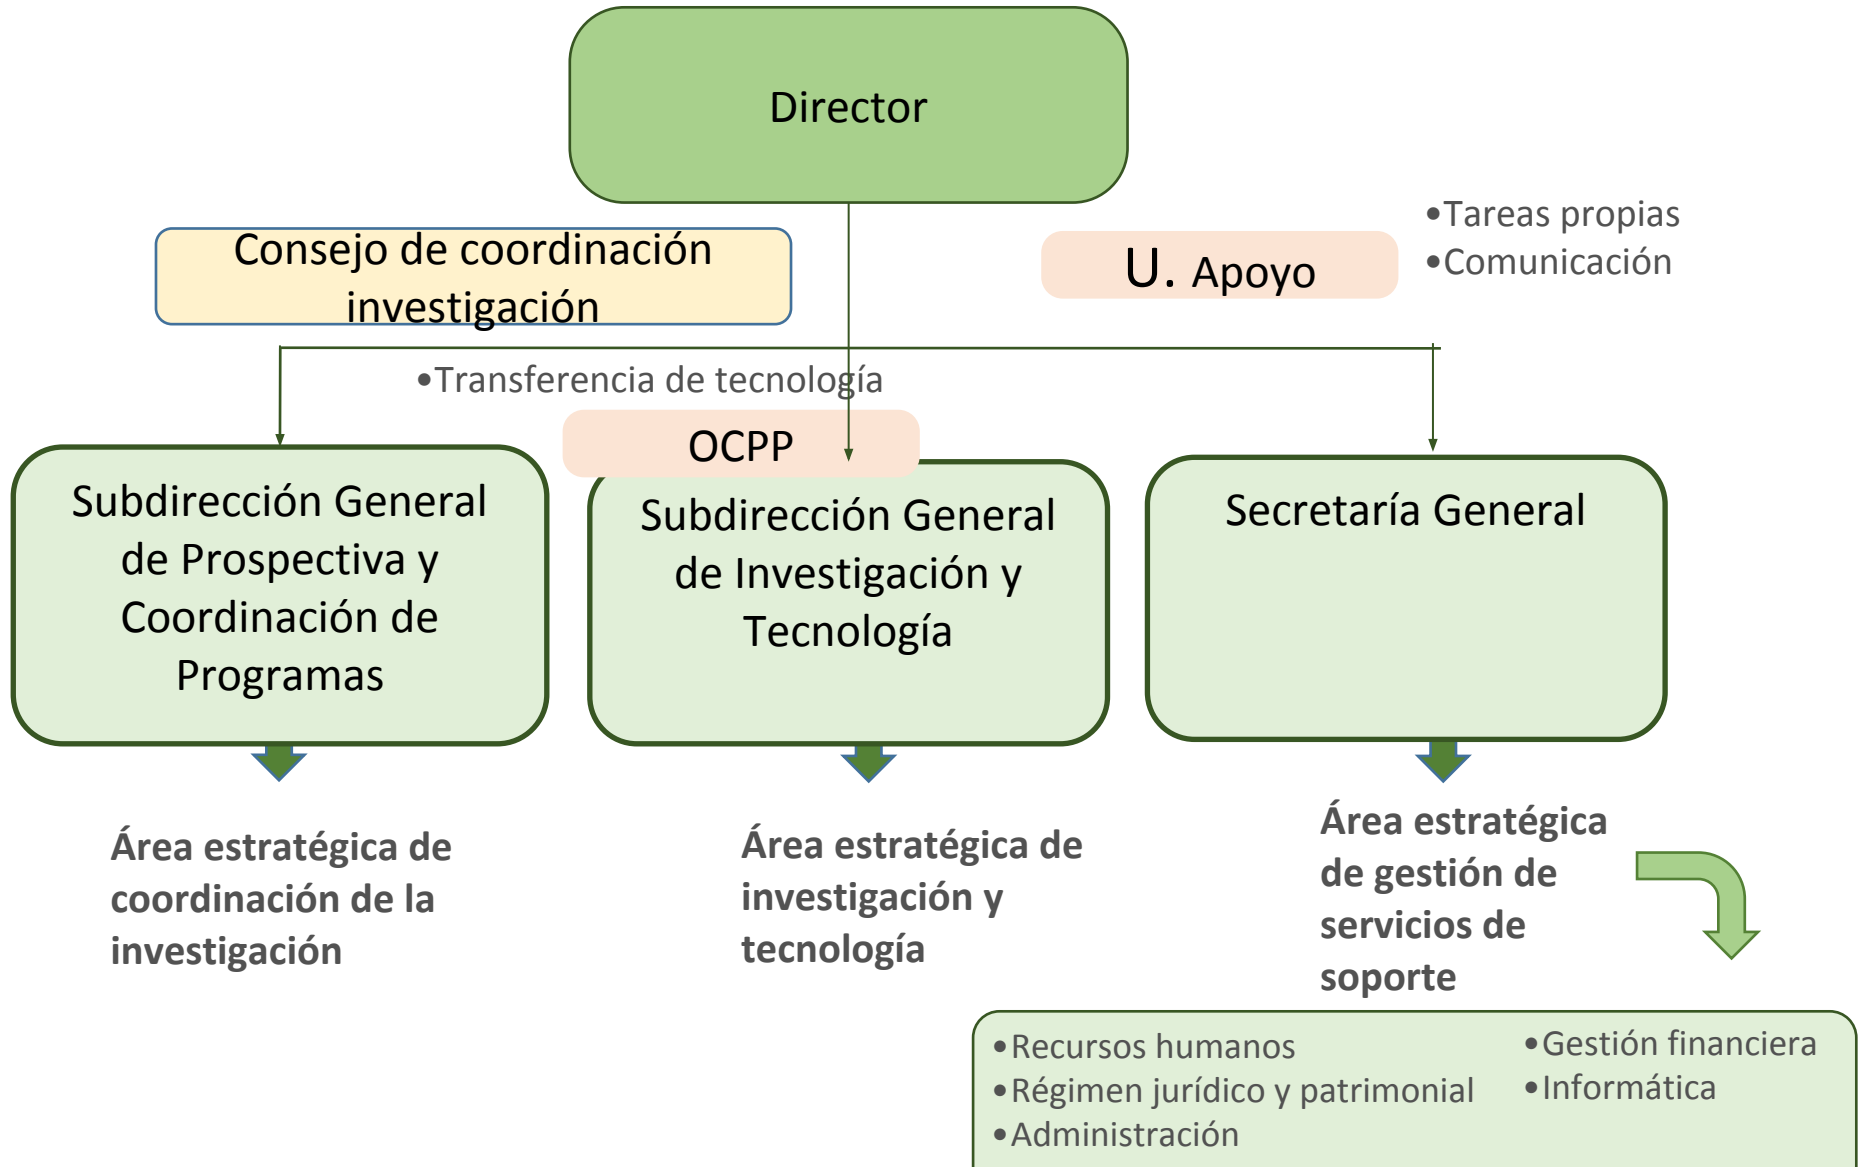 Director
Consejo de coordinación
investigación
U. Apoyo
•Tareas propias
•Comunicación
•Transferencia de tecnología
OCPP
Subdirección General
de Prospectiva y
Coordinación de
Programas
Subdirección General
de Investigación y
Tecnología
Secretaría General
Área estratégica de
coordinación de la
investigación
Área estratégica de
investigación y
tecnología
Área estratégica
de gestión de
servicios de
soporte
•Recursos humanos
•Régimen jurídico y patrimonial
•Administración
•Gestión financiera
•Informática